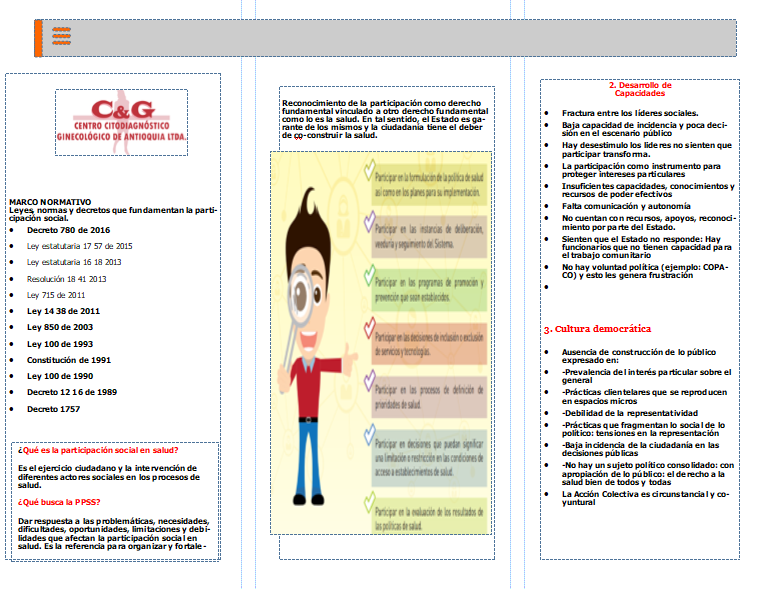 C&G
CENTRO CITODIAGNÓSTICO
GINECOLÓGICO DE ANTIOQUIA LTDA.
MARCO NORMATIVO
Leyes, normas y decretos que fundamentan la parti-
cipación social.
• Decreto 780 de 2016
• Ley estatutaria 17 57 de 2015
• Ley estatutaria 16 18 2013
• Resolución 18 41 2013
• Ley 715 de 2011
• Ley 14 38 de 2011
• Ley 850 de 2003
• Ley 100 de 1993
• Constitución de 1991
• Ley 100 de 1990
• Decreto 12 16 de 1989
• Decreto 1757
¿Qué es la participación social en salud?
Es el ejercicio ciudadano y la intervención de
diferentes actores sociales en los procesos de
salud.
¿Qué busca la PPSS?
Dar respuesta a las problemáticas, necesidades,
dificultades, oportunidades, limitaciones y debi-
lidades que afectan la participación social en
salud. Es la referencia para organizar y fortale-
Reconocimiento de la participación como derecho
fundamental vinculado a otro derecho fundamental
como lo es la salud. En tal sentido, el Estado es ga-
rante de los mismos y la ciudadanía tiene el deber
de co-construir la salud.
Participar en la formulación de la política de salud
así como en los planes para su implementación.
Participar en las instancias de deliberación,
veeduría y seguimiento del Sistema.
Participar en los programas de promoción y
prevención que sean establecidos.
Participar en las decisiones de inclusión o exclusión
de servicios y tecnologías.
Participar en los procesos de definición de
prioridades de salud.
Participar en decisiones que puedan significar
una limitación o restricción en las condiciones de
acceso a establecimientos de salud.
Participar en la evaluación de los resultados de
las políticas de salud.
2. Desarrollo de
Capacidades
• Fractura entre los líderes sociales.
• Baja capacidad de incidencia y poca deci-
sión en el escenario público
• Hay desestimulo los lideres no sienten que
participar transforma.
• La participación como instrumento para
proteger intereses particulares
• Insuficientes capacidades, conocimientos y
recursos de poder efectivos
• Falta comunicación y autonomía
• No cuentan con recursos, apoyos, reconoci-
miento por parte del Estado.
• Sienten que el Estado no responde: Hay
funcionarios que no tienen capacidad para
el trabajo comunitario
• No hay voluntad política (ejemplo: COPA-
CO) y esto les genera frustración
•
3. Cultura democrática
• Ausencia de construcción de lo público
expresado en:
• -Prevalencia del interés particular sobre el
general
• -Prácticas clientelares que se reproducen
en espacios micros
• -Debilidad de la representatividad
• -Prácticas que fragmentan lo social de lo
político: tensiones en la representación
• -Baja incidencia de la ciudadanía en las
decisiones públicas
• -No hay un sujeto político consolidado: con
apropiación de lo público: el derecho a la
salud bien de todos y todas
• La Acción Colectiva es circunstancial y co-
yuntural